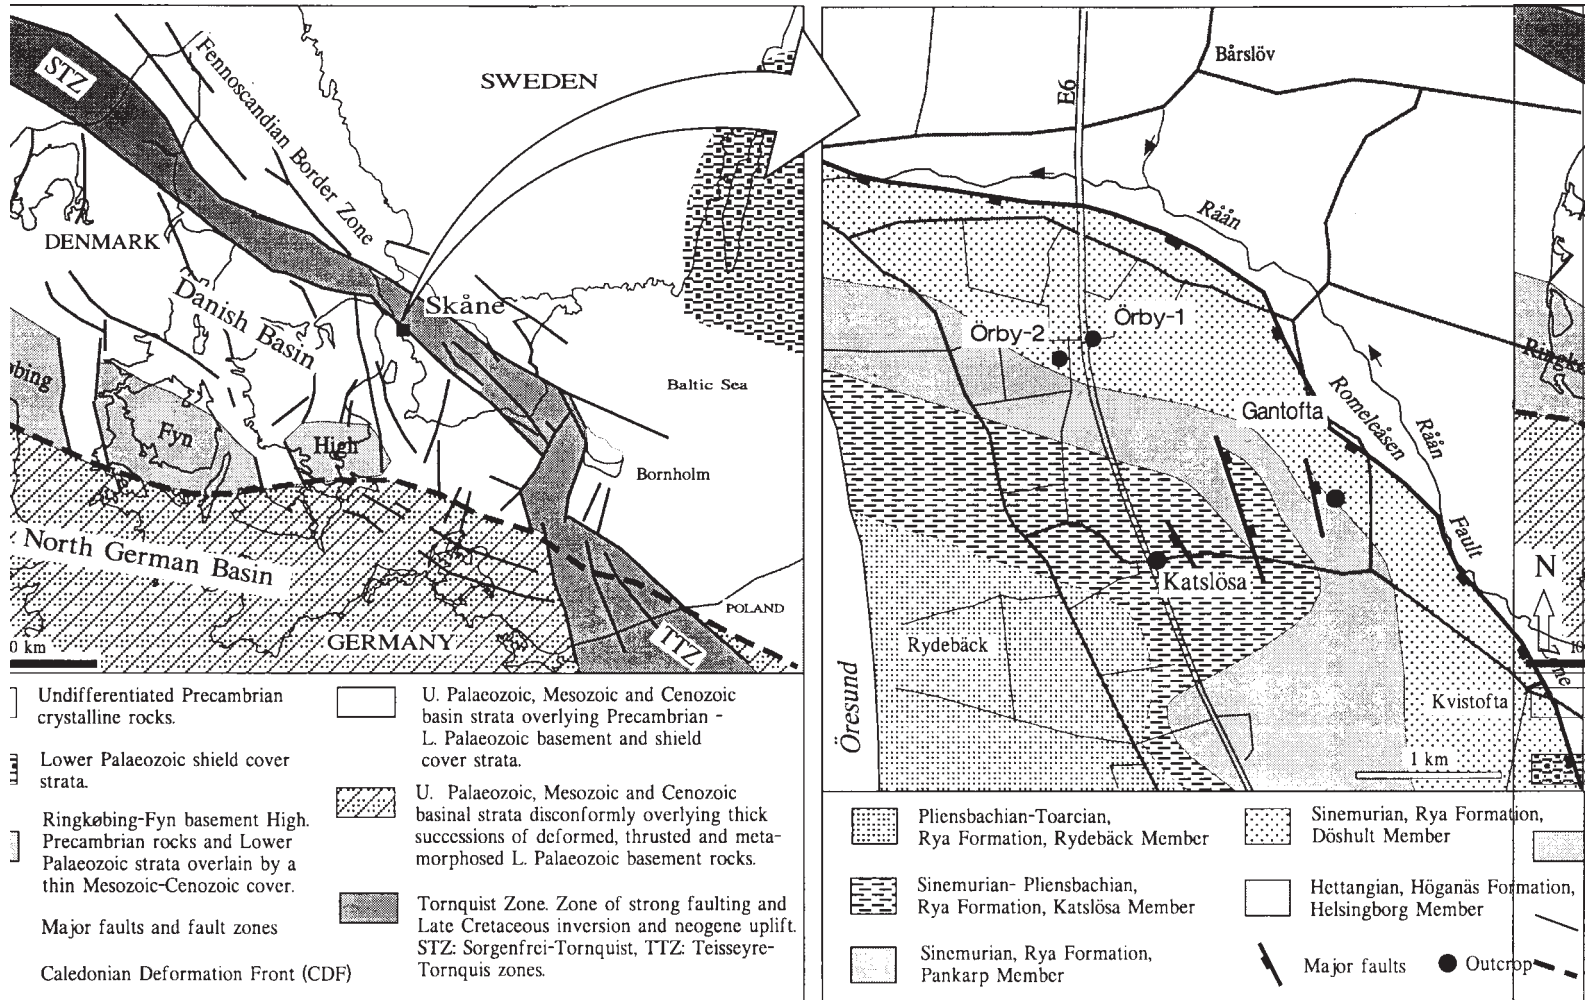 STZ
Fennoscandian Border Zone
SWEDEN
DENMARK
Danish Basin
Skåne
Baltic Sea
Fyn
High
Bornholm
North German Basin
GERMANY
POLAND
TTZ
0 km
Undifferentiated Precambrian
crystalline rocks.
Lower Palaeozoic shield cover
strata.
Ringkøbing-Fyn basement High.
Precambrian rocks and Lower
Palaeozoic strata overlain by a
thin Mesozoic-Cenozoic cover.
Major faults and fault zones
Caledonian Deformation Front (CDF)
U. Palaeozoic, Mesozoic and Cenozoic
basin strata overlying Precambrian -
L. Palaeozoic basement and shield
cover strata.
U. Palaeozoic, Mesozoic and Cenozoic
basinal strata disconformly overlying thick
successions of deformed, thrusted and meta-
morphosed L. Palaeozoic basement rocks.
Tornquist Zone. Zone of strong faulting and
Late Cretaceous inversion and neogene uplift.
STZ: Sorgenfrei-Tornquist, TTZ: Teisseyre-
Tornquis zones.
Bårslöv
E6
Råån
Örby-1
Örby-2
Gantofta
Romeleåsen
Råån
Fault
Katslösa
Rydebäck
Öresund
N
Kvistofta
1 km
Pliensbachian-Toarcian,
Rya Formation, Rydebäck Member
Sinemurian- Pliensbachian,
Rya Formation, Katslösa Member
Sinemurian, Rya Formation,
Pankarp Member
Sinemurian, Rya Formation,
Döshult Member
Hettangian, Höganäs Formation,
Helsingborg Member
Major faults
Outcrop